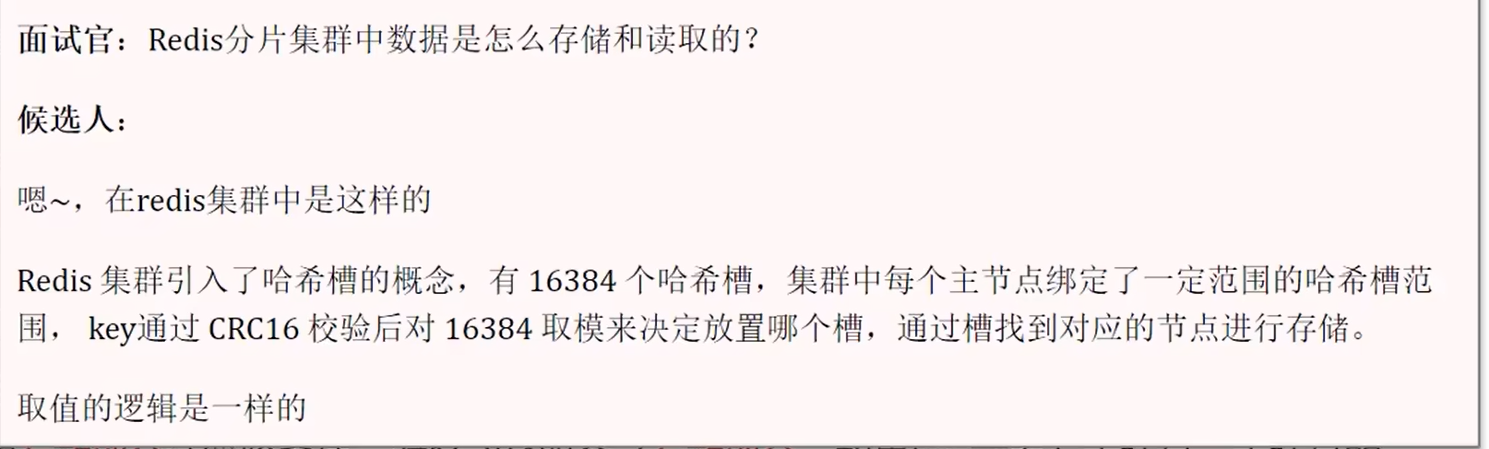 面试官：Redis分片集群中数据是怎么存储和读取的？
候选人：
嗯~，在redis集群中是这样的
Redis 集群引入了哈希槽的概念，有 16384 个哈希槽，集群中每个主节点绑定了一定范围的哈希槽范
围， key通过 CRC16 校验后对 16384 取模来决定放置哪个槽，通过槽找到对应的节点进行存储。
取值的逻辑是一样的